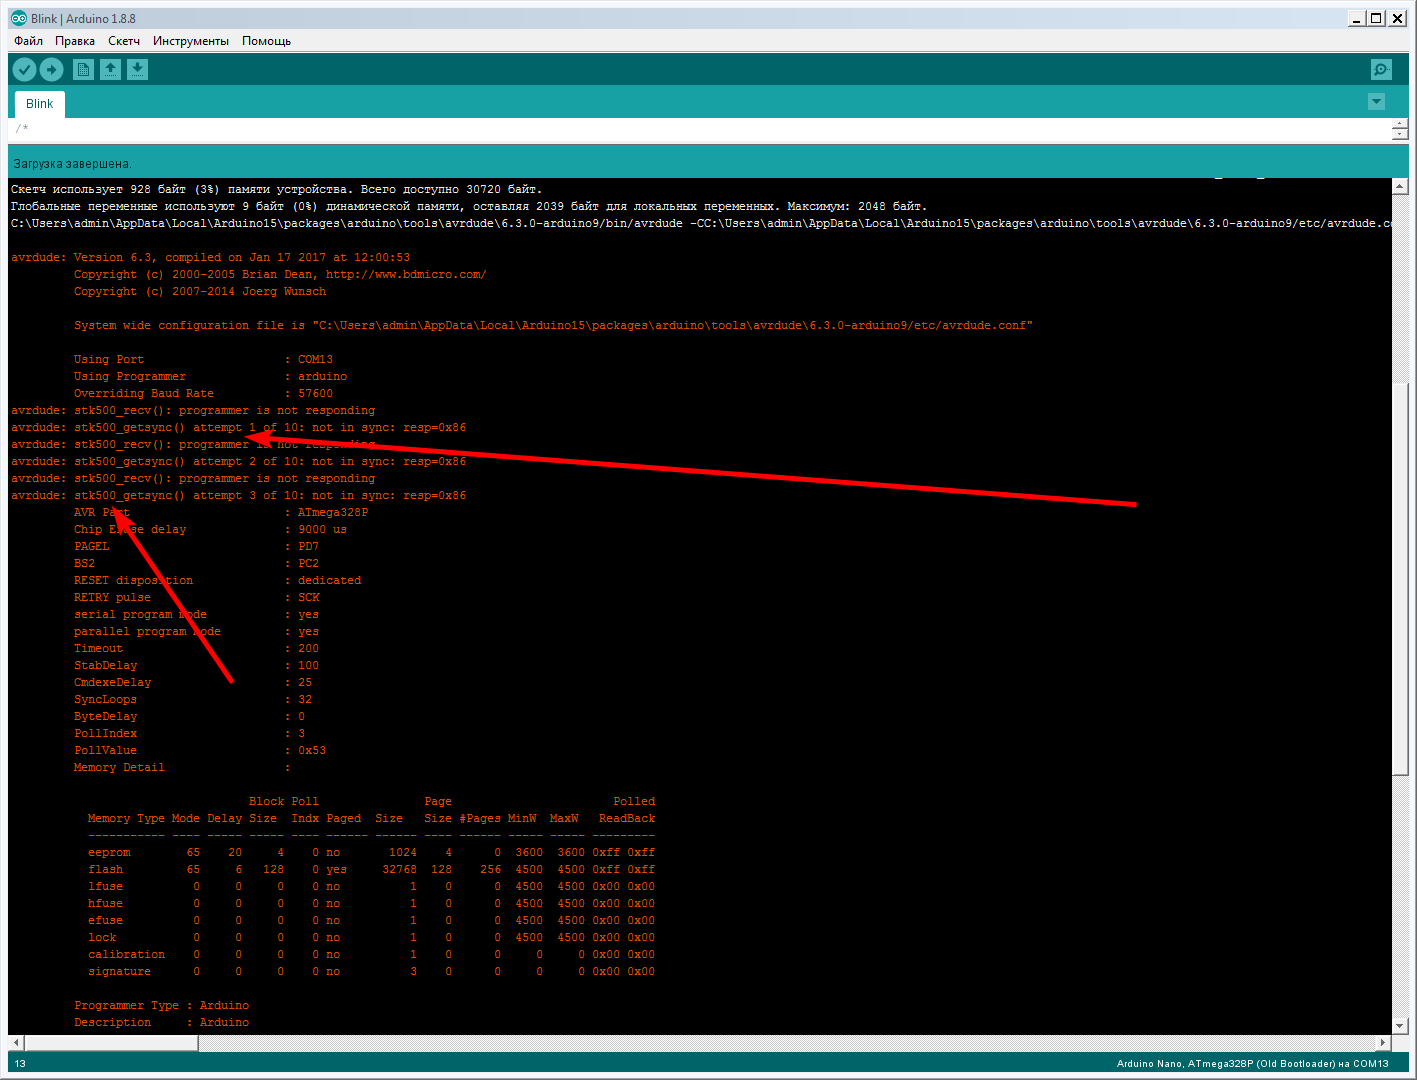 Blink | Arduino 1.8.8
Файл Правка Скетч Инструменты Помощь
Blink
/*
Загрузка завершена.
Скетч использует 928 байт (3%) памяти устройства. Всего доступно 30720 байт.
Глобальные переменные используют 9 байт (0%) динамической памяти, оставляя 2039 байт для локальных переменных. Максимум: 2048 байт.
C:\Users\admin\AppData\Local\Arduino15\packages\arduino\tools\avrdude\6.3.0-arduino9/bin/avrdude -CC:\Users\admin\AppData\Local\Arduino15\packages\arduino\tools\avrdude\6.3.0-arduino9/etc/avrdude.co
avrdude: Version 6.3, compiled on Jan 17 2017 at 12:00:53
Copyright (c) 2000-2005 Brian Dean, http://www.bdmicro.com/
Copyright (c) 2007-2014 Joerg Wunsch
System wide configuration file is "C:\Users\admin\AppData\Local\Arduino15\packages\arduino\tools\avrdude\6.3.0-arduino9/etc/avrdude.conf"
Using Port : COM13
Using Programmer : arduino
Overriding Baud Rate : 57600
avrdude: stk500_recv(): programmer is not responding
avrdude: stk500_getsync() attempt 1 of 10: not in sync: resp=0x86
avrdude: stk500_recv(): programmer is not responding
avrdude: stk500_getsync() attempt 2 of 10: not in sync: resp=0x86
avrdude: stk500_recv(): programmer is not responding
avrdude: stk500_getsync() attempt 3 of 10: not in sync: resp=0x86
AVR Part : ATmega328P
Chip Erase delay : 9000 us
PAGEL : PD7
BS2 : PC2
RESET disposition : dedicated
RETRY pulse : SCK
serial program mode : yes
parallel program mode : yes
Timeout : 200
StabDelay : 100
CmdexeDelay : 25
SyncLoops : 32
ByteDelay : 0
PollIndex : 3
PollValue : 0x53
Memory Detail :
Block Poll Page Polled
Memory Type Mode Delay Size Indx Paged Size Size #Pages MinW MaxW ReadBack
----------- ---- ----- ----- ---- ------ ------ ---- ------ ----- ----- ---------
eeprom 65 20 4 0 no 1024 4 0 3600 3600 0xff 0xff
flash 65 6 128 0 yes 32768 128 256 4500 4500 0xff 0xff
lfuse 0 0 0 0 no 1 0 0 4500 4500 0x00 0x00
hfuse 0 0 0 0 no 1 0 0 4500 4500 0x00 0x00
efuse 0 0 0 0 no 1 0 0 4500 4500 0x00 0x00
lock 0 0 0 0 no 1 0 0 4500 4500 0x00 0x00
calibration 0 0 0 0 no 1 0 0 0 0 0x00 0x00
signature 0 0 0 0 no 3 0 0 0 0 0x00 0x00
Programmer Type : Arduino
Description : Arduino
13 Arduino Nano, ATmega328P (Old Bootloader) на COM13